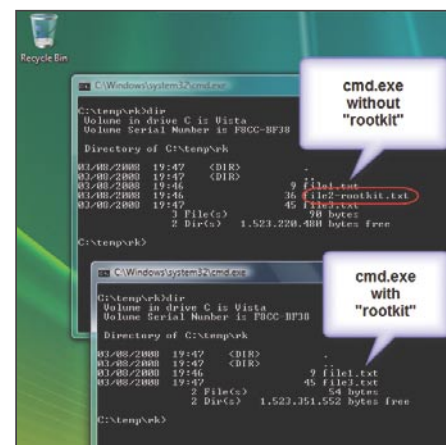 Recycle Bin
C:\Windows\system32\cmd.exe
cmd.exe
without
"rootkit"
C:\temp\rk>dir
Volume in drive C is Vista
Volume Serial Number is F8CC-BF38
Directory of C:\temp\rk
03/08/2008 19:47 <DIR> .
03/08/2008 19:47 <DIR> ..
03/08/2008 19:46 9 file1.txt
03/08/2008 19:46 36 file2-rootkit.txt
03/08/2008 19:47 45 file3.txt
3 File(s) 90 bytes
2 Dir(s) 1.523.220.480 bytes free
C:\temp\rk>
C:\Windows\system32\cmd.exe
cmd.exe
with
"rootkit"
C:\temp\rk>dir
Volume in drive C is Vista
Volume Serial Number is F8CC-BF38
Directory of C:\temp\rk
03/08/2008 19:47 <DIR> .
03/08/2008 19:47 <DIR> ..
03/08/2008 19:46 9 file1.txt
03/08/2008 19:47 45 file3.txt
2 File(s) 54 bytes
2 Dir(s) 1.523.351.552 bytes free
C:\temp\rk>